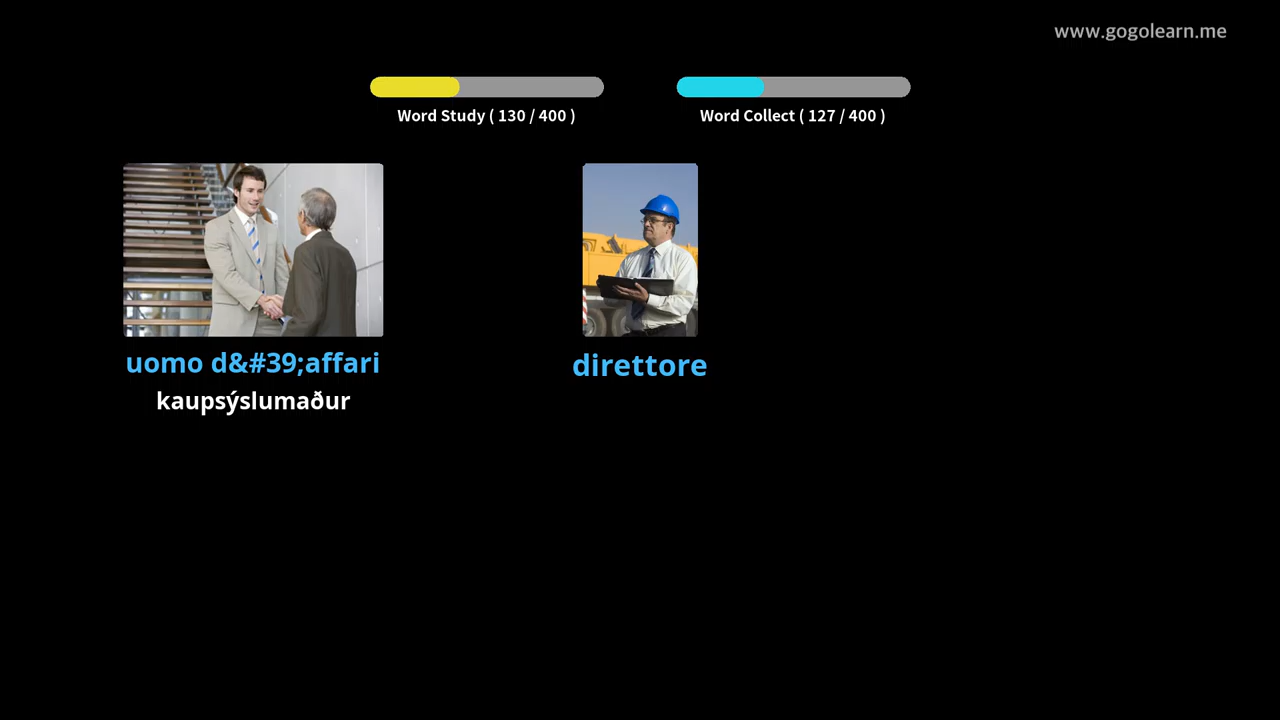 www.gogolearn.me
Word Study ( 130 / 400 )
Word Collect ( 127 / 400 )
uomo d&#39;affari
direttore
kaupsýslumaður